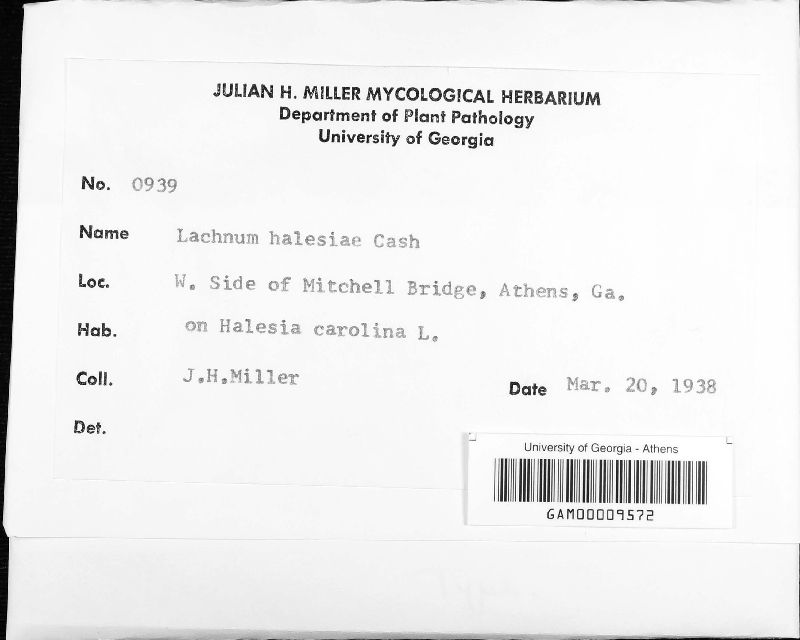 JULIAN H. MILLER MYCOLOGICAL HERBARIUM
Department of Plant Pathology
University of Georgia
No. 0939
Name Lachnum halesiae Cash
Loc. W. Side of Mitchell Bridge, Athens, Ga.
Hab. on Halesia carolina L.
Coll. J.H.Miller Date Mar. 20, 1938
Det.
University of Georgia - Athens
GAM00009572